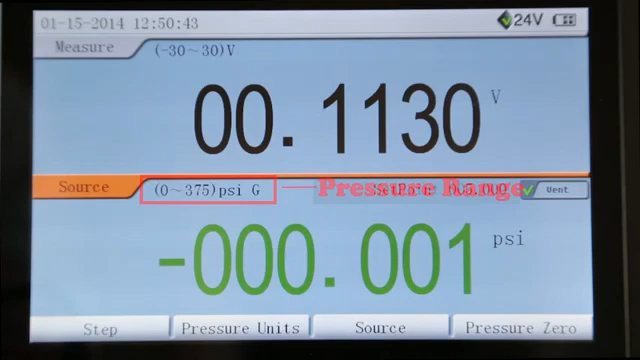 01-15-2014 12:50:43 24V
Measure (-30~30)V
00.1130 V
Source (0~375)psi G Pressure Range Vent
-000.001 psi
Step Pressure Units Source Pressure Zero